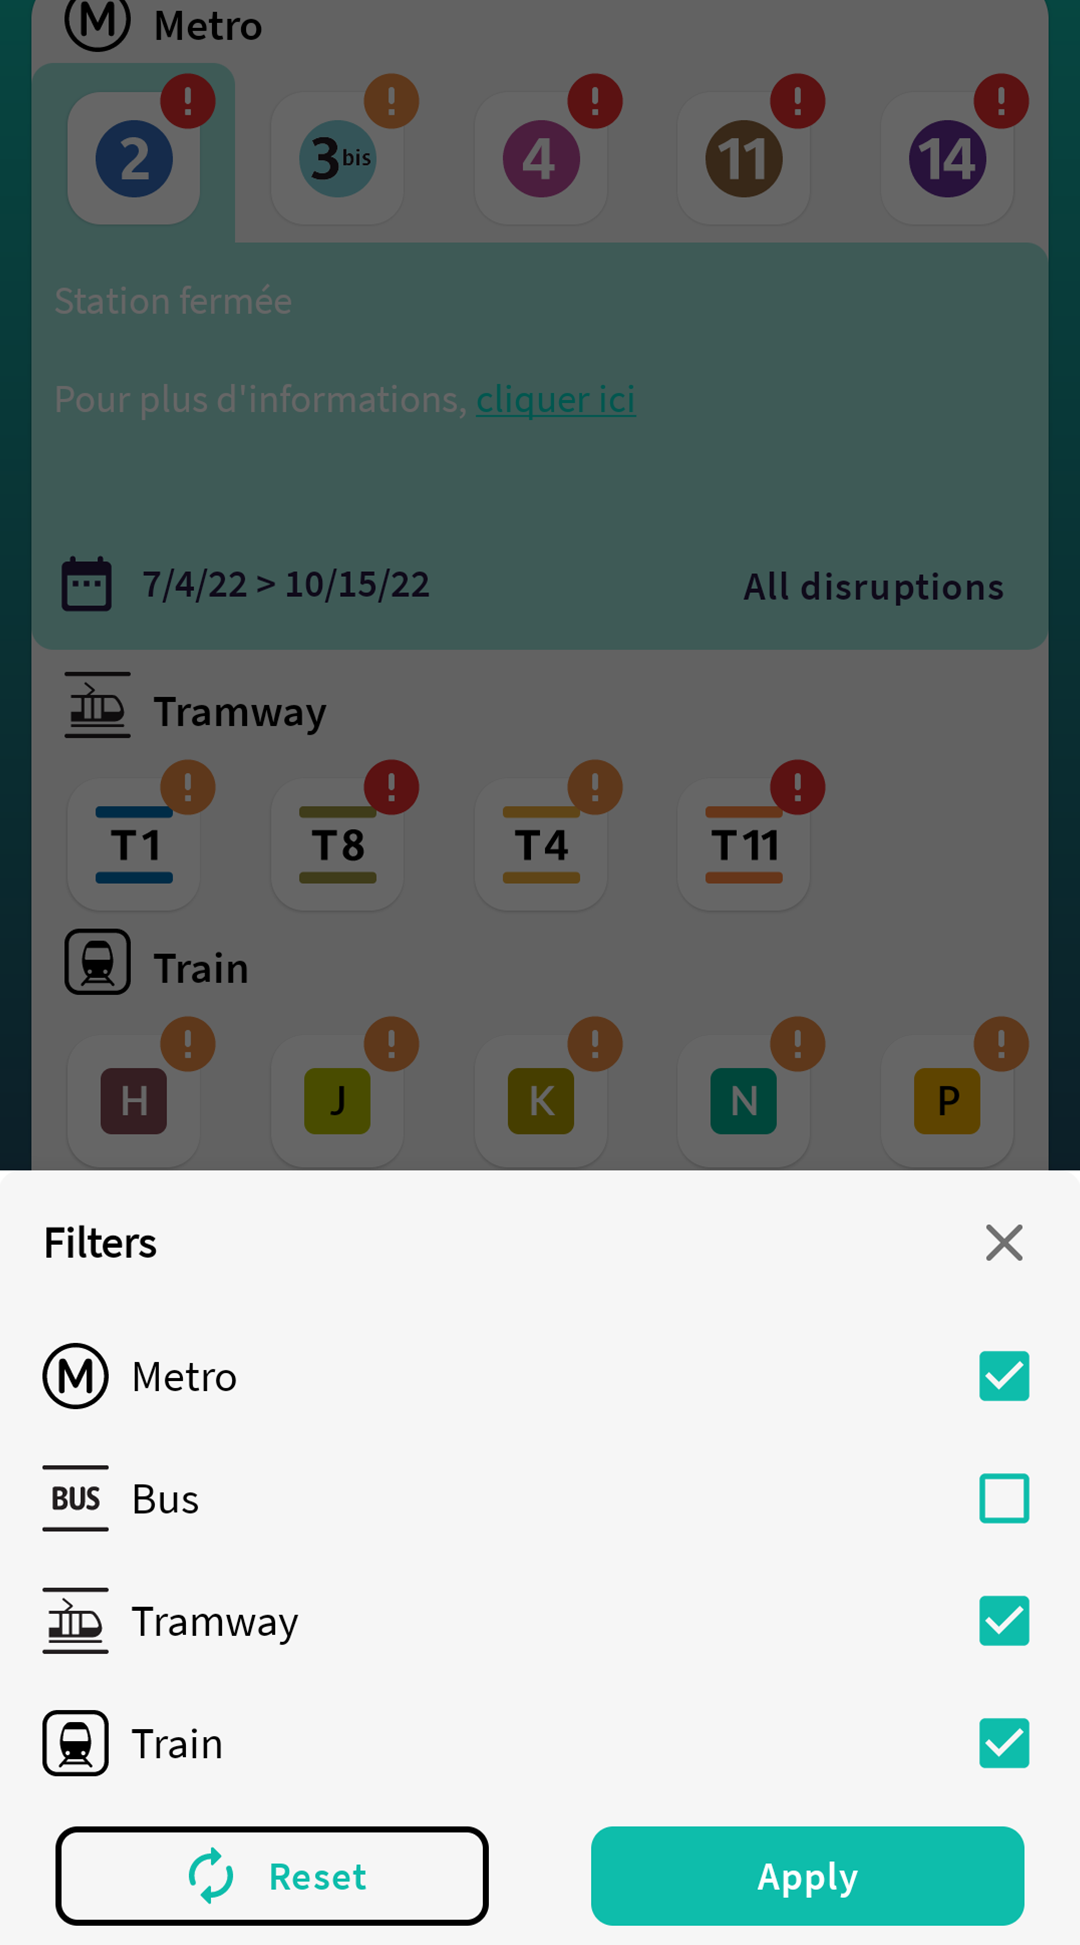 M Metro
2 3bis 4 11 14
Station fermée
Pour plus d'informations, cliquer ici
7/4/22 > 10/15/22 All disruptions
Tramway
T1 T8 T4 T11
Train
H J K N P
Filters
M Metro
BUS Bus
Tramway
Train
Reset Apply